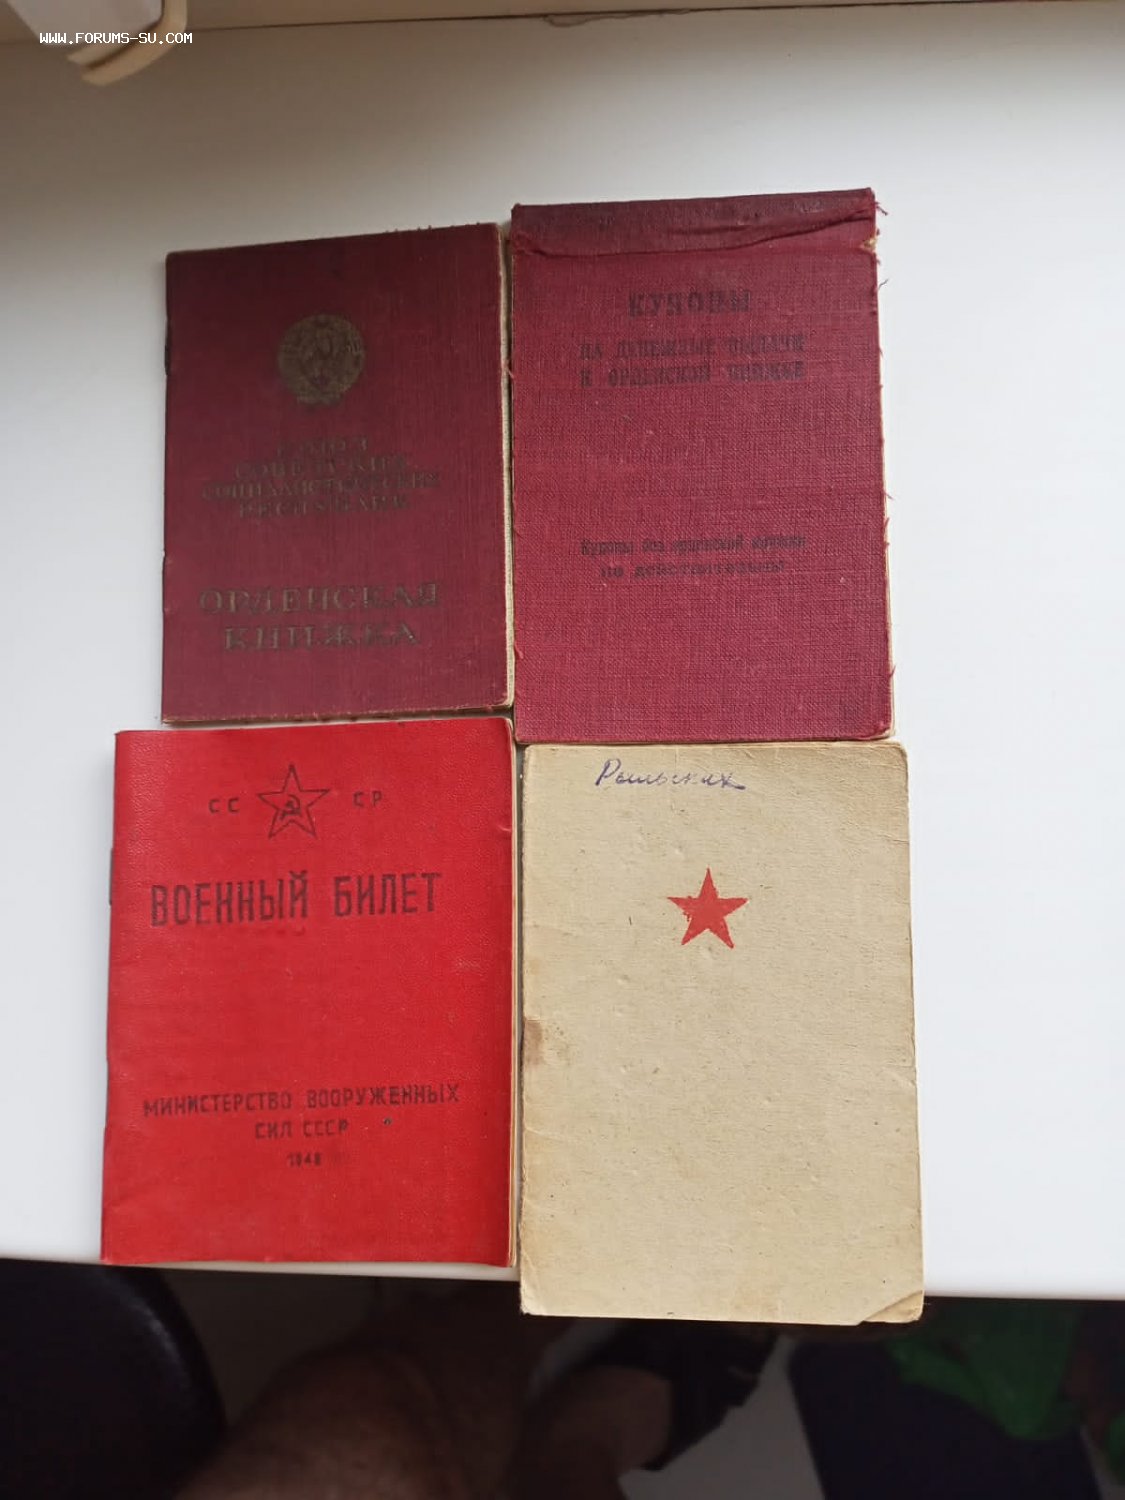 WWW.FORUMS-SU.COM
СОЮЗ
СОВЕТСКИХ
СОЦИАЛИСТИЧЕСКИХ
РЕСПУБЛИК
ОРДЕНСКАЯ
КНИЖКА
КУПОНЫ
НА ДЕНЕЖНЫЕ ВЫДАЧИ
К ОРДЕНСКОЙ КНИЖКЕ
Купоны без орденской книжки
не действительны
СС СР
ВОЕННЫЙ БИЛЕТ
МИНИСТЕРСТВО ВООРУЖЕННЫХ
СИЛ СССР
1948
Рыльских